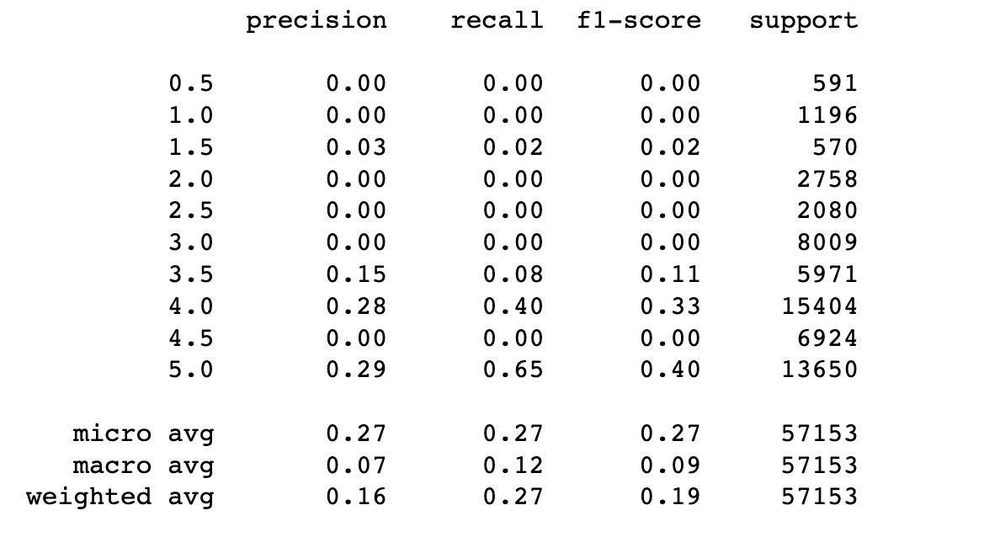 precision recall f1-score support
0.5 0.00 0.00 0.00 591
1.0 0.00 0.00 0.00 1196
1.5 0.03 0.02 0.02 570
2.0 0.00 0.00 0.00 2758
2.5 0.00 0.00 0.00 2080
3.0 0.00 0.00 0.00 8009
3.5 0.15 0.08 0.11 5971
4.0 0.28 0.40 0.33 15404
4.5 0.00 0.00 0.00 6924
5.0 0.29 0.65 0.40 13650
micro avg 0.27 0.27 0.27 57153
macro avg 0.07 0.12 0.09 57153
weighted avg 0.16 0.27 0.19 57153